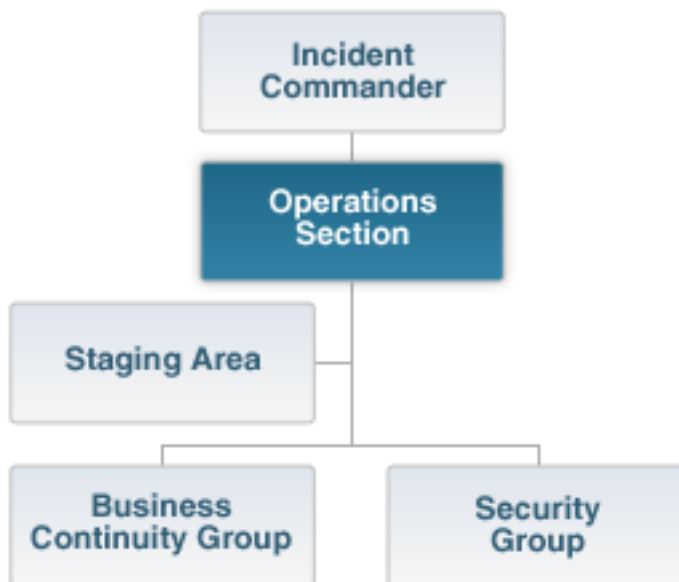 Incident
Commander
Operations
Section
Staging Area
Business
Continuity Group
Security
Group